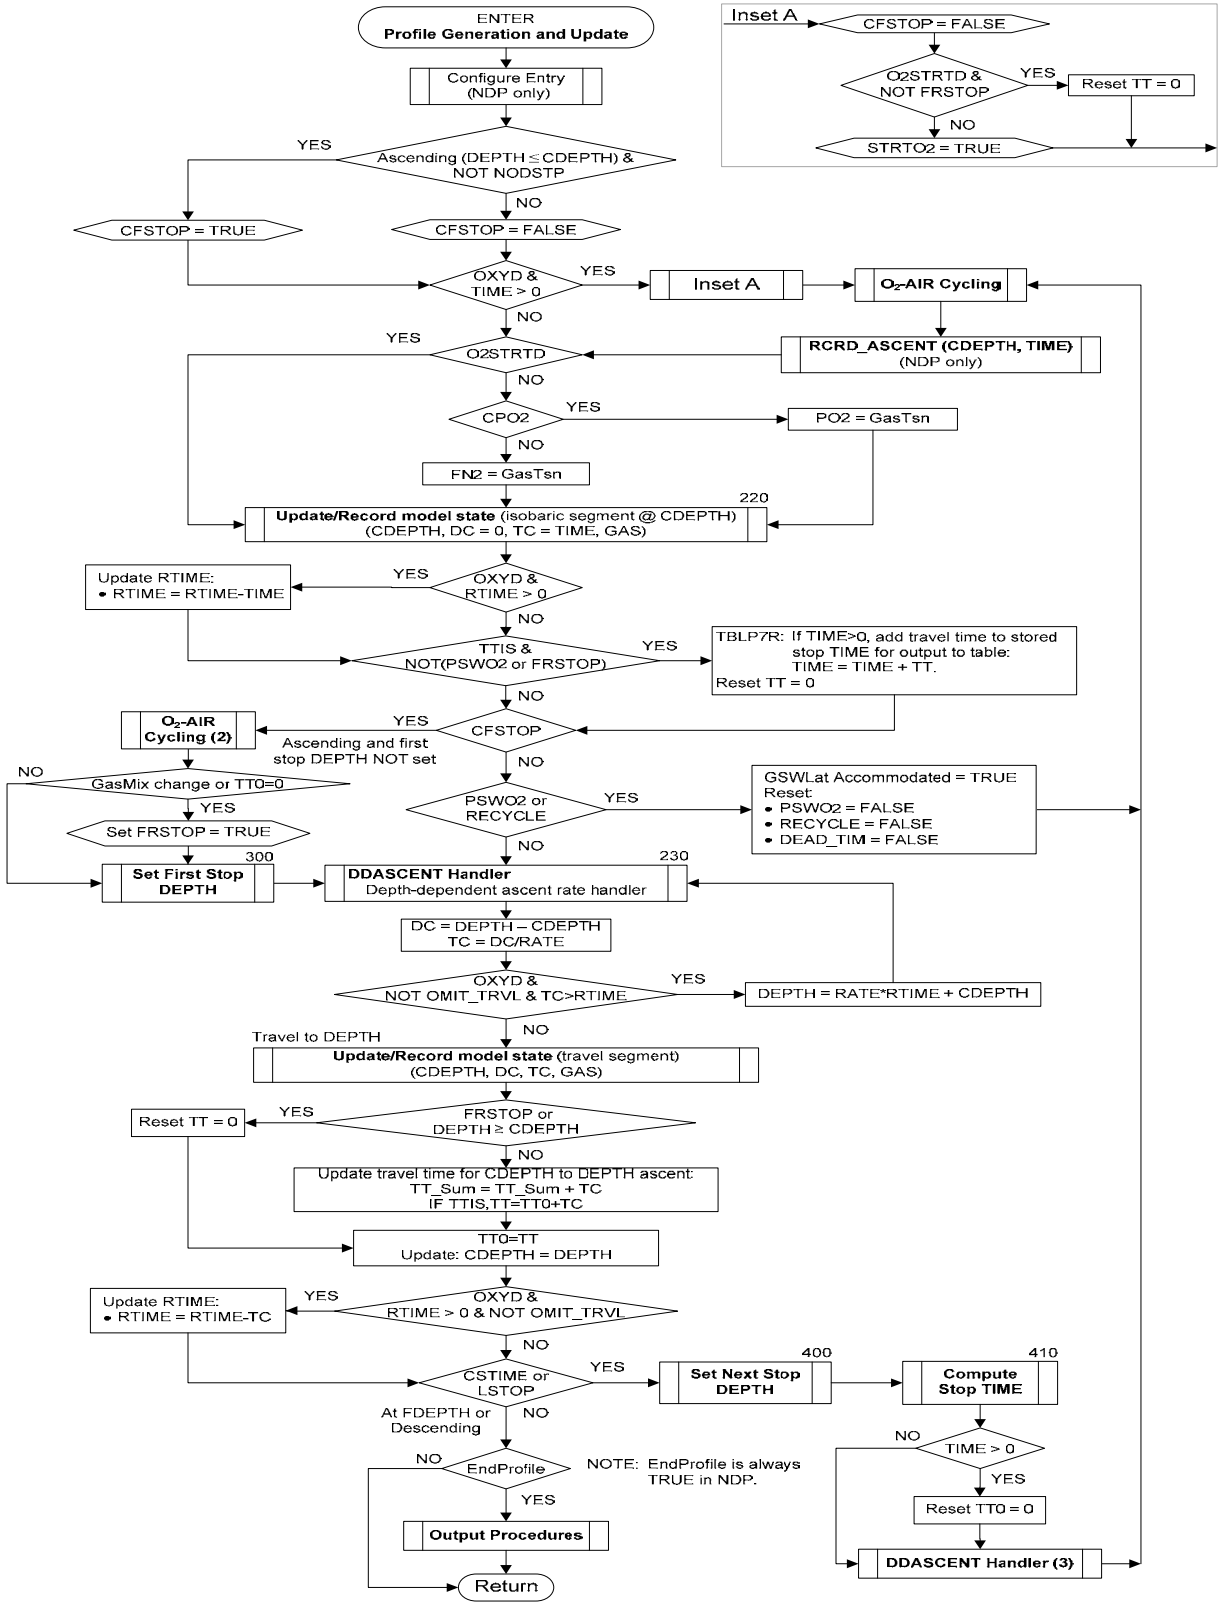 ENTER
Profile Generation and Update
Inset A
CFSTOP = FALSE
O2STRTD &
NOT FRSTOP
YES
Reset TT = 0
NO
STRTO2 = TRUE
Configure Entry
(NDP only)
YES
Ascending (DEPTH ≤ CDEPTH) &
NOT NODSTP
NO
CFSTOP = TRUE
CFSTOP = FALSE
OXYD &
TIME > 0
YES
Inset A
O₂-AIR Cycling
NO
YES
O2STRTD
RCRD_ASCENT (CDEPTH, TIME)
(NDP only)
NO
CPO2
YES
PO2 = GasTsn
NO
FN2 = GasTsn
220
Update/Record model state (isobaric segment @ CDEPTH)
(CDEPTH, DC = 0, TC = TIME, GAS)
Update RTIME:
• RTIME = RTIME-TIME
YES
OXYD &
RTIME > 0
NO
TTIS &
NOT(PSWO2 or FRSTOP)
YES
TBLP7R: If TIME>0, add travel time to stored
stop TIME for output to table:
TIME = TIME + TT.
Reset TT = 0
NO
O₂-AIR
Cycling (2)
YES
CFSTOP
Ascending and first
stop DEPTH NOT set
NO
NO
GasMix change or TT0=0
YES
PSWO2 or
RECYCLE
YES
GSWLat Accommodated = TRUE
Reset:
• PSWO2 = FALSE
• RECYCLE = FALSE
• DEAD_TIM = FALSE
Set FRSTOP = TRUE
NO
300
Set First Stop
DEPTH
230
DDASCENT Handler
Depth-dependent ascent rate handler
DC = DEPTH – CDEPTH
TC = DC/RATE
OXYD &
NOT OMIT_TRVL & TC>RTIME
YES
DEPTH = RATE*RTIME + CDEPTH
NO
Travel to DEPTH
Update/Record model state (travel segment)
(CDEPTH, DC, TC, GAS)
Reset TT = 0
YES
FRSTOP or
DEPTH ≥ CDEPTH
NO
Update travel time for CDEPTH to DEPTH ascent:
TT_Sum = TT_Sum + TC
IF TTIS,TT=TT0+TC
TT0=TT
Update: CDEPTH = DEPTH
Update RTIME:
• RTIME = RTIME-TC
YES
OXYD &
RTIME > 0 & NOT OMIT_TRVL
NO
CSTIME or
LSTOP
YES
400
Set Next Stop
DEPTH
410
Compute
Stop TIME
At FDEPTH or
Descending
NO
NO
TIME > 0
YES
NO
EndProfile
NOTE: EndProfile is always
TRUE in NDP.
YES
Reset TT0 = 0
Output Procedures
DDASCENT Handler (3)
Return